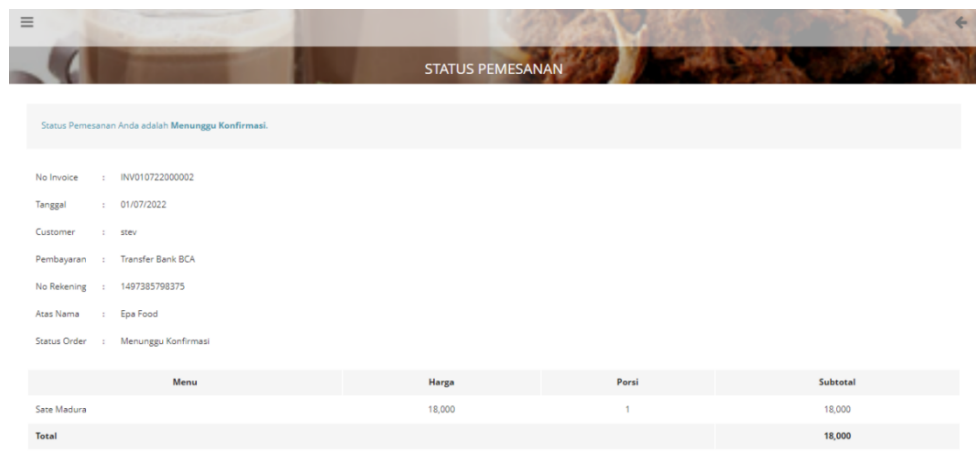 STATUS PEMESANAN
Status Pemesanan Anda adalah Menunggu Konfirmasi.
No Invoice : INV010722000002
Tanggal : 01/07/2022
Customer : stev
Pembayaran : Transfer Bank BCA
No Rekening : 1497385798375
Atas Nama : Epa Food
Status Order : Menunggu Konfirmasi
Menu Harga Porsi Subtotal
Sate Madura 18,000 1 18,000
Total 18,000